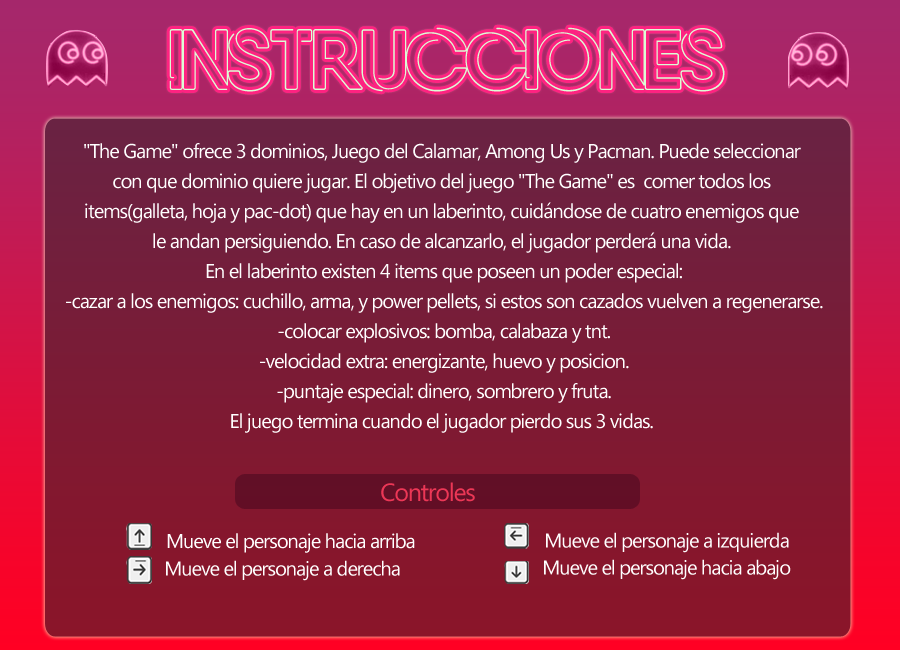 INSTRUCCIONES
"The Game" ofrece 3 dominios, Juego del Calamar, Among Us y Pacman. Puede seleccionar
con que dominio quiere jugar. El objetivo del juego "The Game" es comer todos los
items(galleta, hoja y pac-dot) que hay en un laberinto, cuidándose de cuatro enemigos que
le andan persiguiendo. En caso de alcanzarlo, el jugador perderá una vida.
En el laberinto existen 4 items que poseen un poder especial:
-cazar a los enemigos: cuchillo, arma, y power pellets, si estos son cazados vuelven a regenerarse.
-colocar explosivos: bomba, calabaza y tnt.
-velocidad extra: energizante, huevo y posicion.
-puntaje especial: dinero, sombrero y fruta.
El juego termina cuando el jugador pierdo sus 3 vidas.
Controles
Mueve el personaje hacia arriba
Mueve el personaje a izquierda
Mueve el personaje a derecha
Mueve el personaje hacia abajo